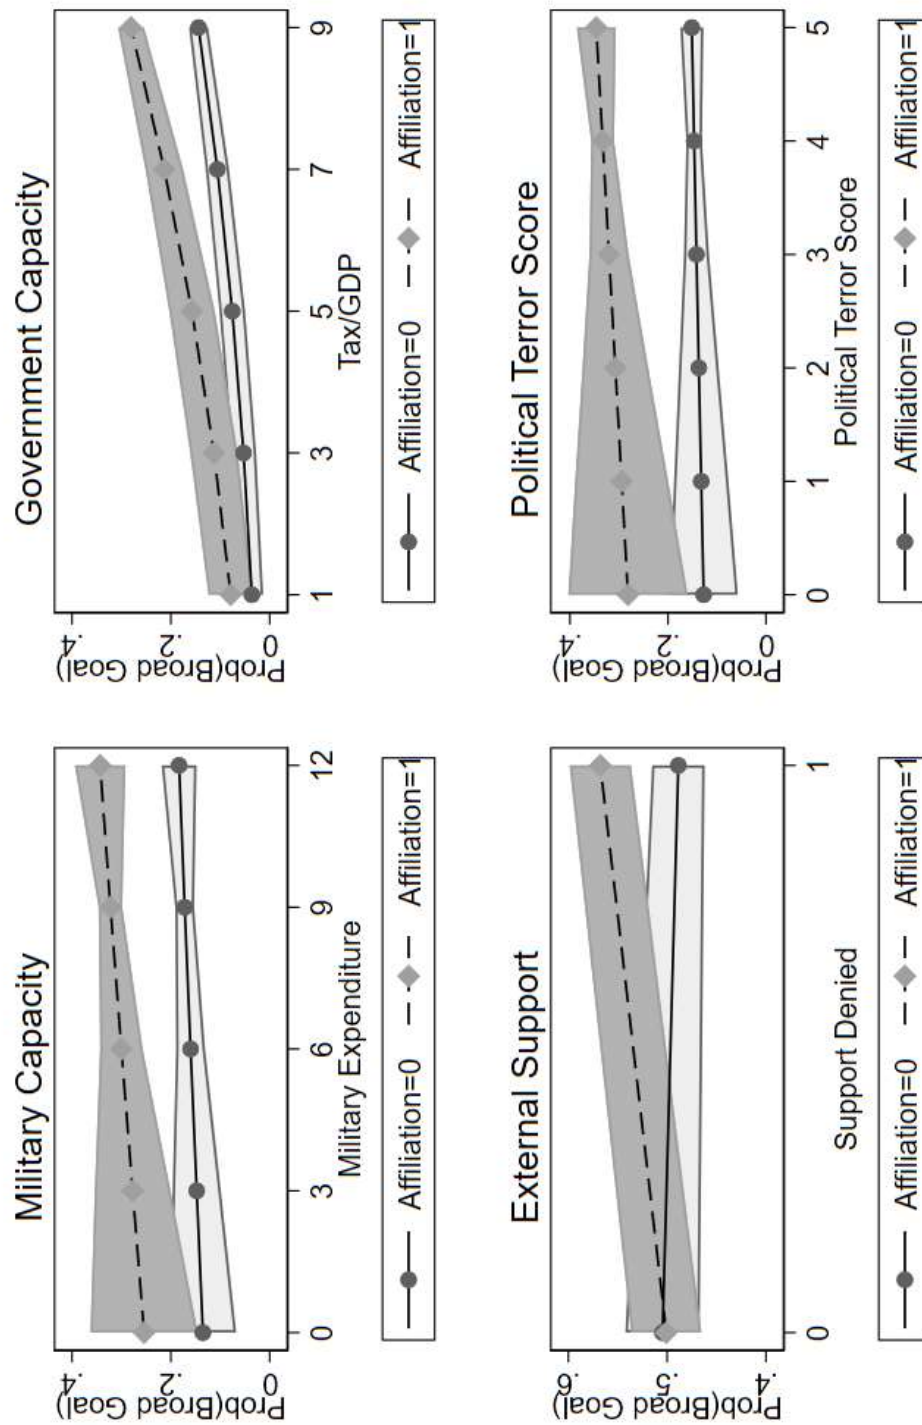 Military Capacity
Prob(Broad Goal)
0 .2 .4
0 3 6 9 12
Military Expenditure
Affiliation=0 Affiliation=1
Government Capacity
Prob(Broad Goal)
0 .2 .4
1 3 5 7 9
Tax/GDP
Affiliation=0 Affiliation=1
External Support
Prob(Broad Goal)
.4 .5 .6
0 1
Support Denied
Affiliation=0 Affiliation=1
Political Terror Score
Prob(Broad Goal)
0 .2 .4
0 1 2 3 4 5
Political Terror Score
Affiliation=0 Affiliation=1